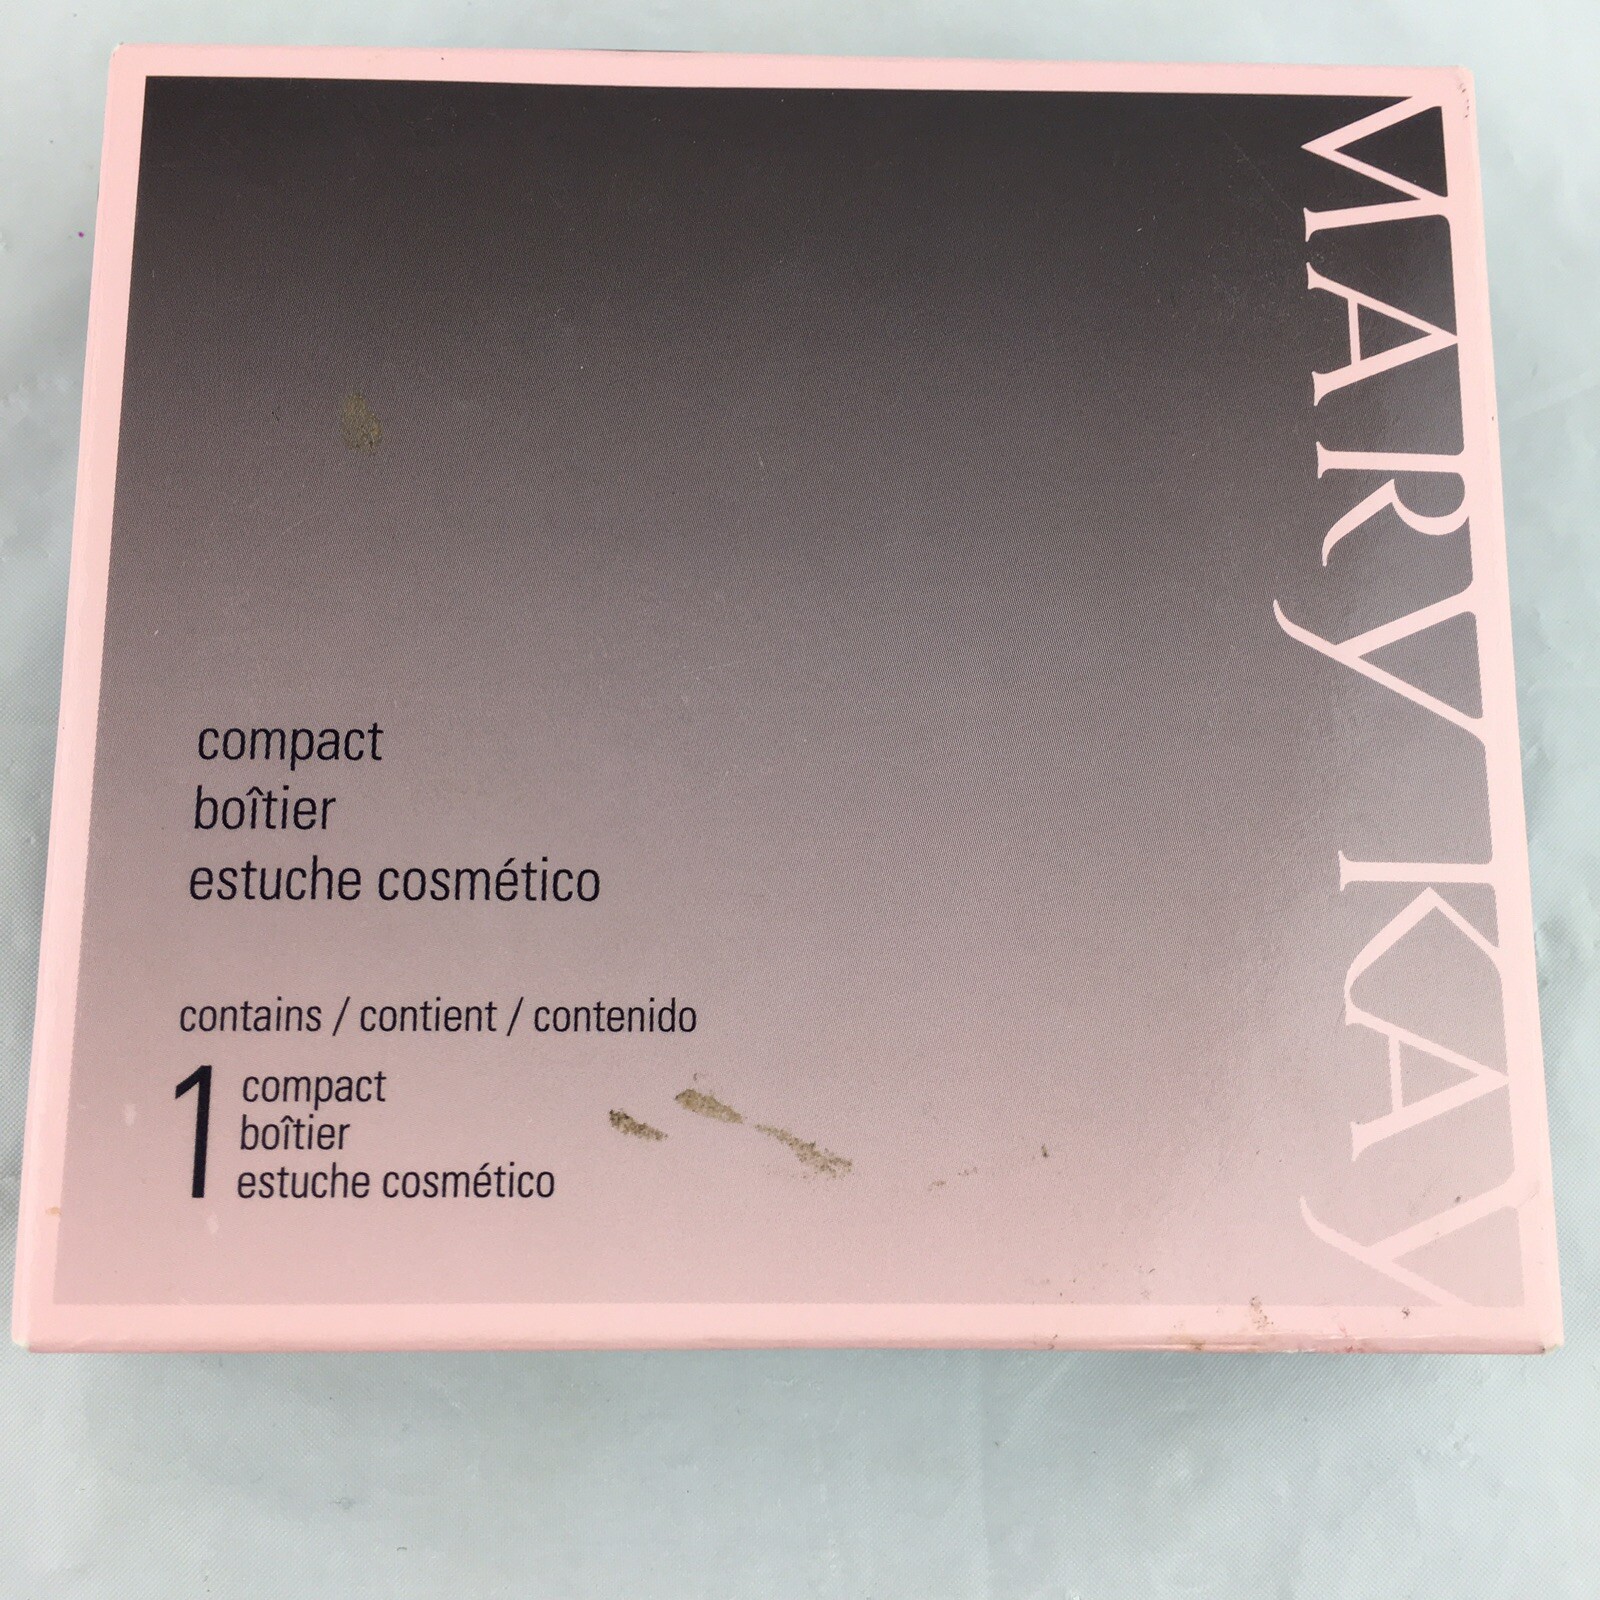 MARY KAY
compact
boîtier
estuche cosmético
contains / contient / contenido
1 compact
boîtier
estuche cosmético